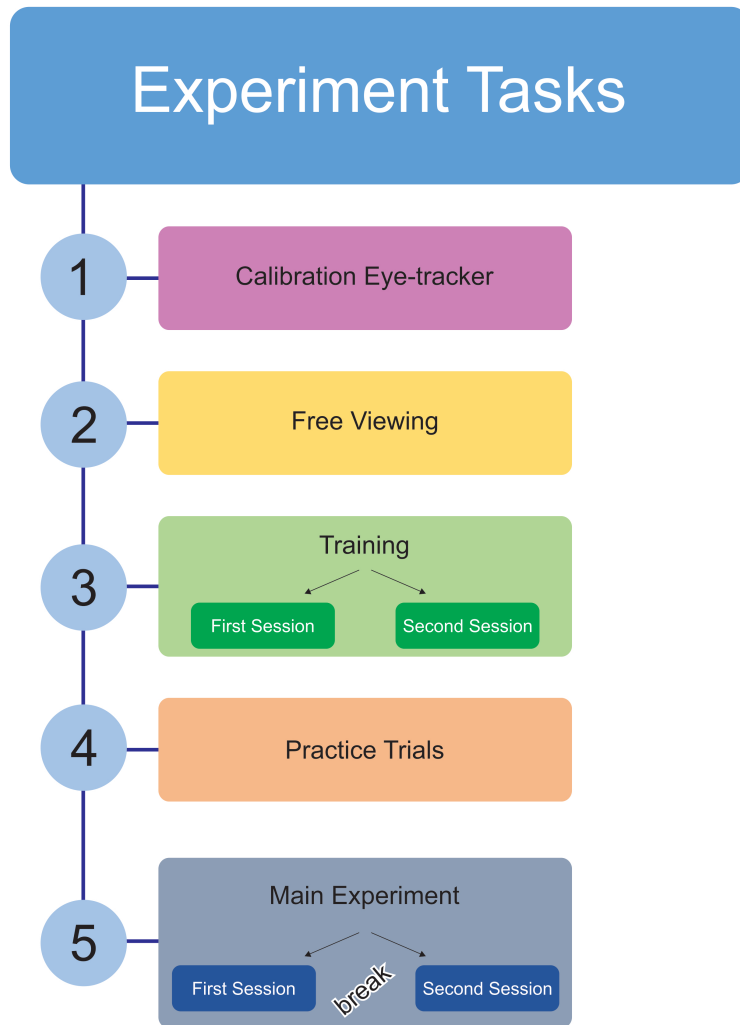 Experiment Tasks
1
Calibration Eye-tracker
2
Free Viewing
3
Training
First Session
Second Session
4
Practice Trials
5
Main Experiment
First Session
break
Second Session